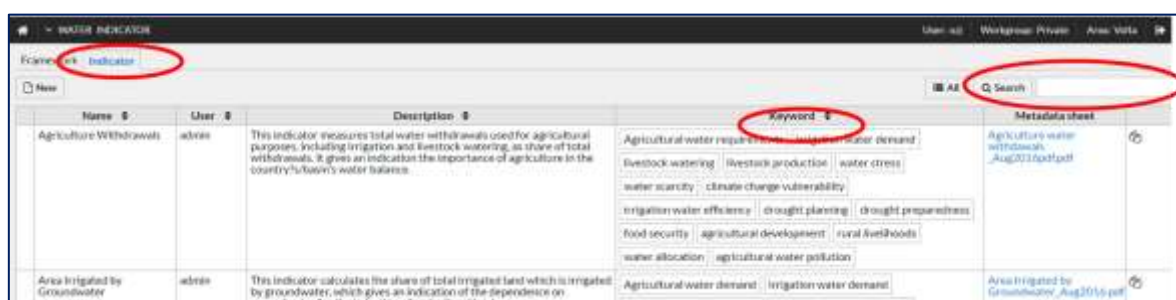 WATER INDICATOR User: Workgroup: Private Area: Volta
Framework Indicator
New All Search
Name User Description Keyword Metadata sheet
Agriculture Withdrawals admin This indicator measures total water withdrawals used for agricultural Agricultural water irrigation water demand Agriculture water
purposes, including irrigation and livestock watering, as share of total withdrawals
withdrawals. It gives an indication the importance of agriculture in the livestock watering livestock production water stress _Aug2016pdf.pdf
country?s/basin's water balance.
water scarcity climate change vulnerability
irrigation water efficiency drought planning drought preparedness
food security agricultural development rural livelihoods
water allocation agricultural water pollution
Area Irrigated by admin This indicator calculates the share of total irrigated land which is irrigated Agricultural water demand irrigation water demand Area Irrigated by
Groundwater by groundwater, which gives an indication of the dependence on Groundwater_Aug2016.pdf